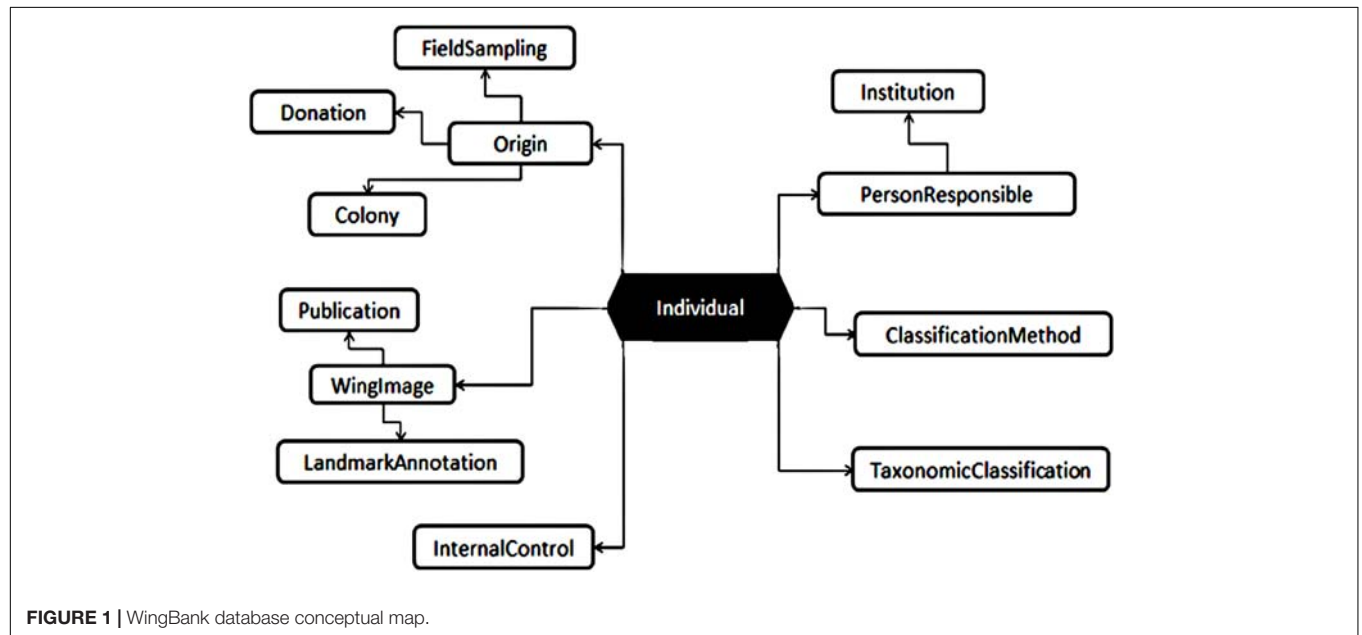 FieldSampling
Institution
Donation
Origin
PersonResponsible
Colony
Individual
Publication
ClassificationMethod
WingImage
LandmarkAnnotation
TaxonomicClassification
InternalControl
FIGURE 1 | WingBank database conceptual map.